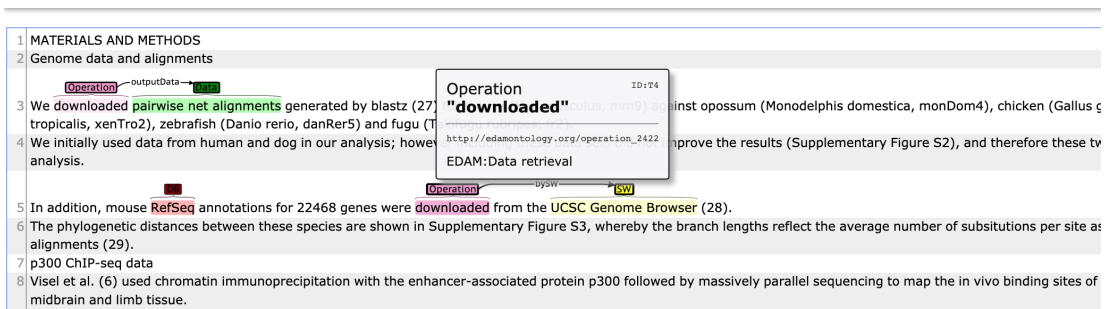 1 MATERIALS AND METHODS
2 Genome data and alignments
Operation outputData Data
3 We downloaded pairwise net alignments generated by blastz (27) against opossum (Monodelphis domestica, monDom4), chicken (Gallus g
tropicalis, xenTro2), zebrafish (Danio rerio, danRer5) and fugu (Takifugu rubripes, fr2).
Operation ID:T4
"downloaded"
http://edamontology.org/operation_2422
EDAM:Data retrieval
4 We initially used data from human and dog in our analysis; however improve the results (Supplementary Figure S2), and therefore these tw
analysis.
DB Operation bySW SW
5 In addition, mouse RefSeq annotations for 22468 genes were downloaded from the UCSC Genome Browser (28).
6 The phylogenetic distances between these species are shown in Supplementary Figure S3, whereby the branch lengths reflect the average number of subsitutions per site as
alignments (29).
7 p300 ChIP-seq data
8 Visel et al. (6) used chromatin immunoprecipitation with the enhancer-associated protein p300 followed by massively parallel sequencing to map the in vivo binding sites of
midbrain and limb tissue.